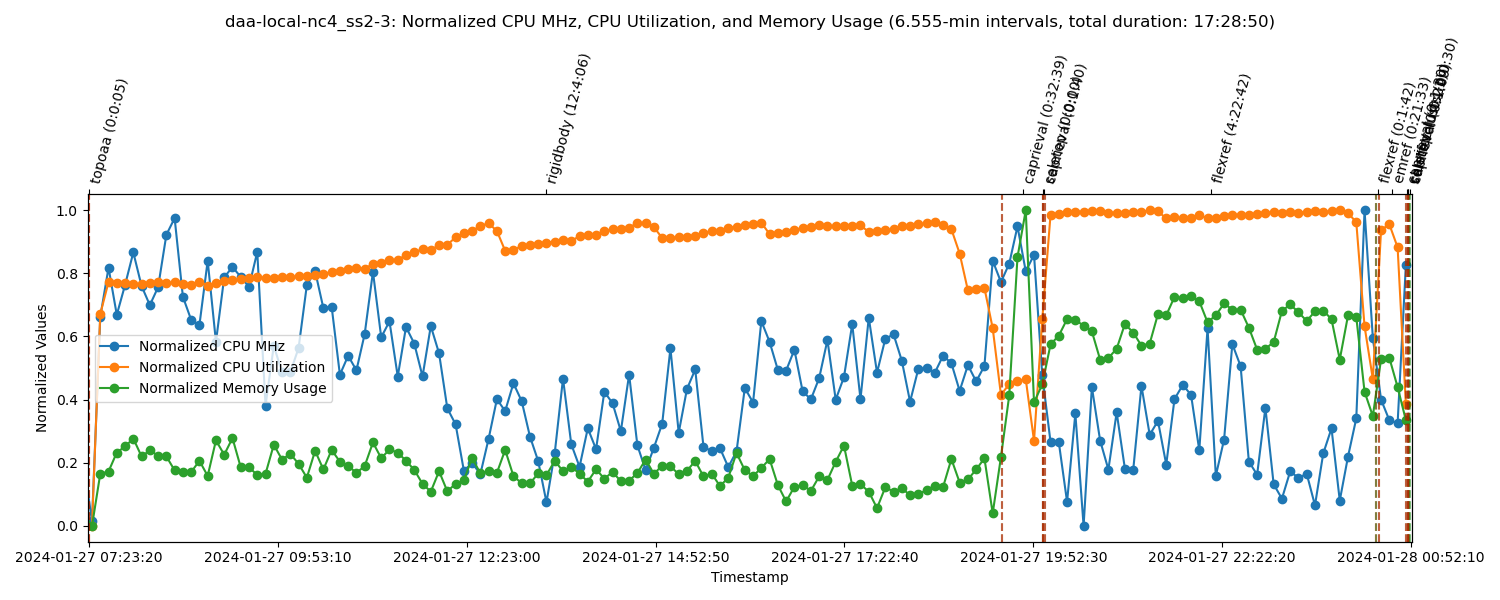 daa-local-nc4_ss2-3: Normalized CPU MHz, CPU Utilization, and Memory Usage (6.555-min intervals, total duration: 17:28:50)
topoaa (0:0:05)
rigidbody (12:4:06)
caprieval (0:32:39)
flexref (4:22:42)
flexref (0:1:42)
emref (0:21:33)
1.0
0.8
0.6
0.4
0.2
0.0
Normalized Values
Normalized CPU MHz
Normalized CPU Utilization
Normalized Memory Usage
2024-01-27 07:23:20
2024-01-27 09:53:10
2024-01-27 12:23:00
2024-01-27 14:52:50
2024-01-27 17:22:40
2024-01-27 19:52:30
2024-01-27 22:22:20
2024-01-28 00:52:10
Timestamp